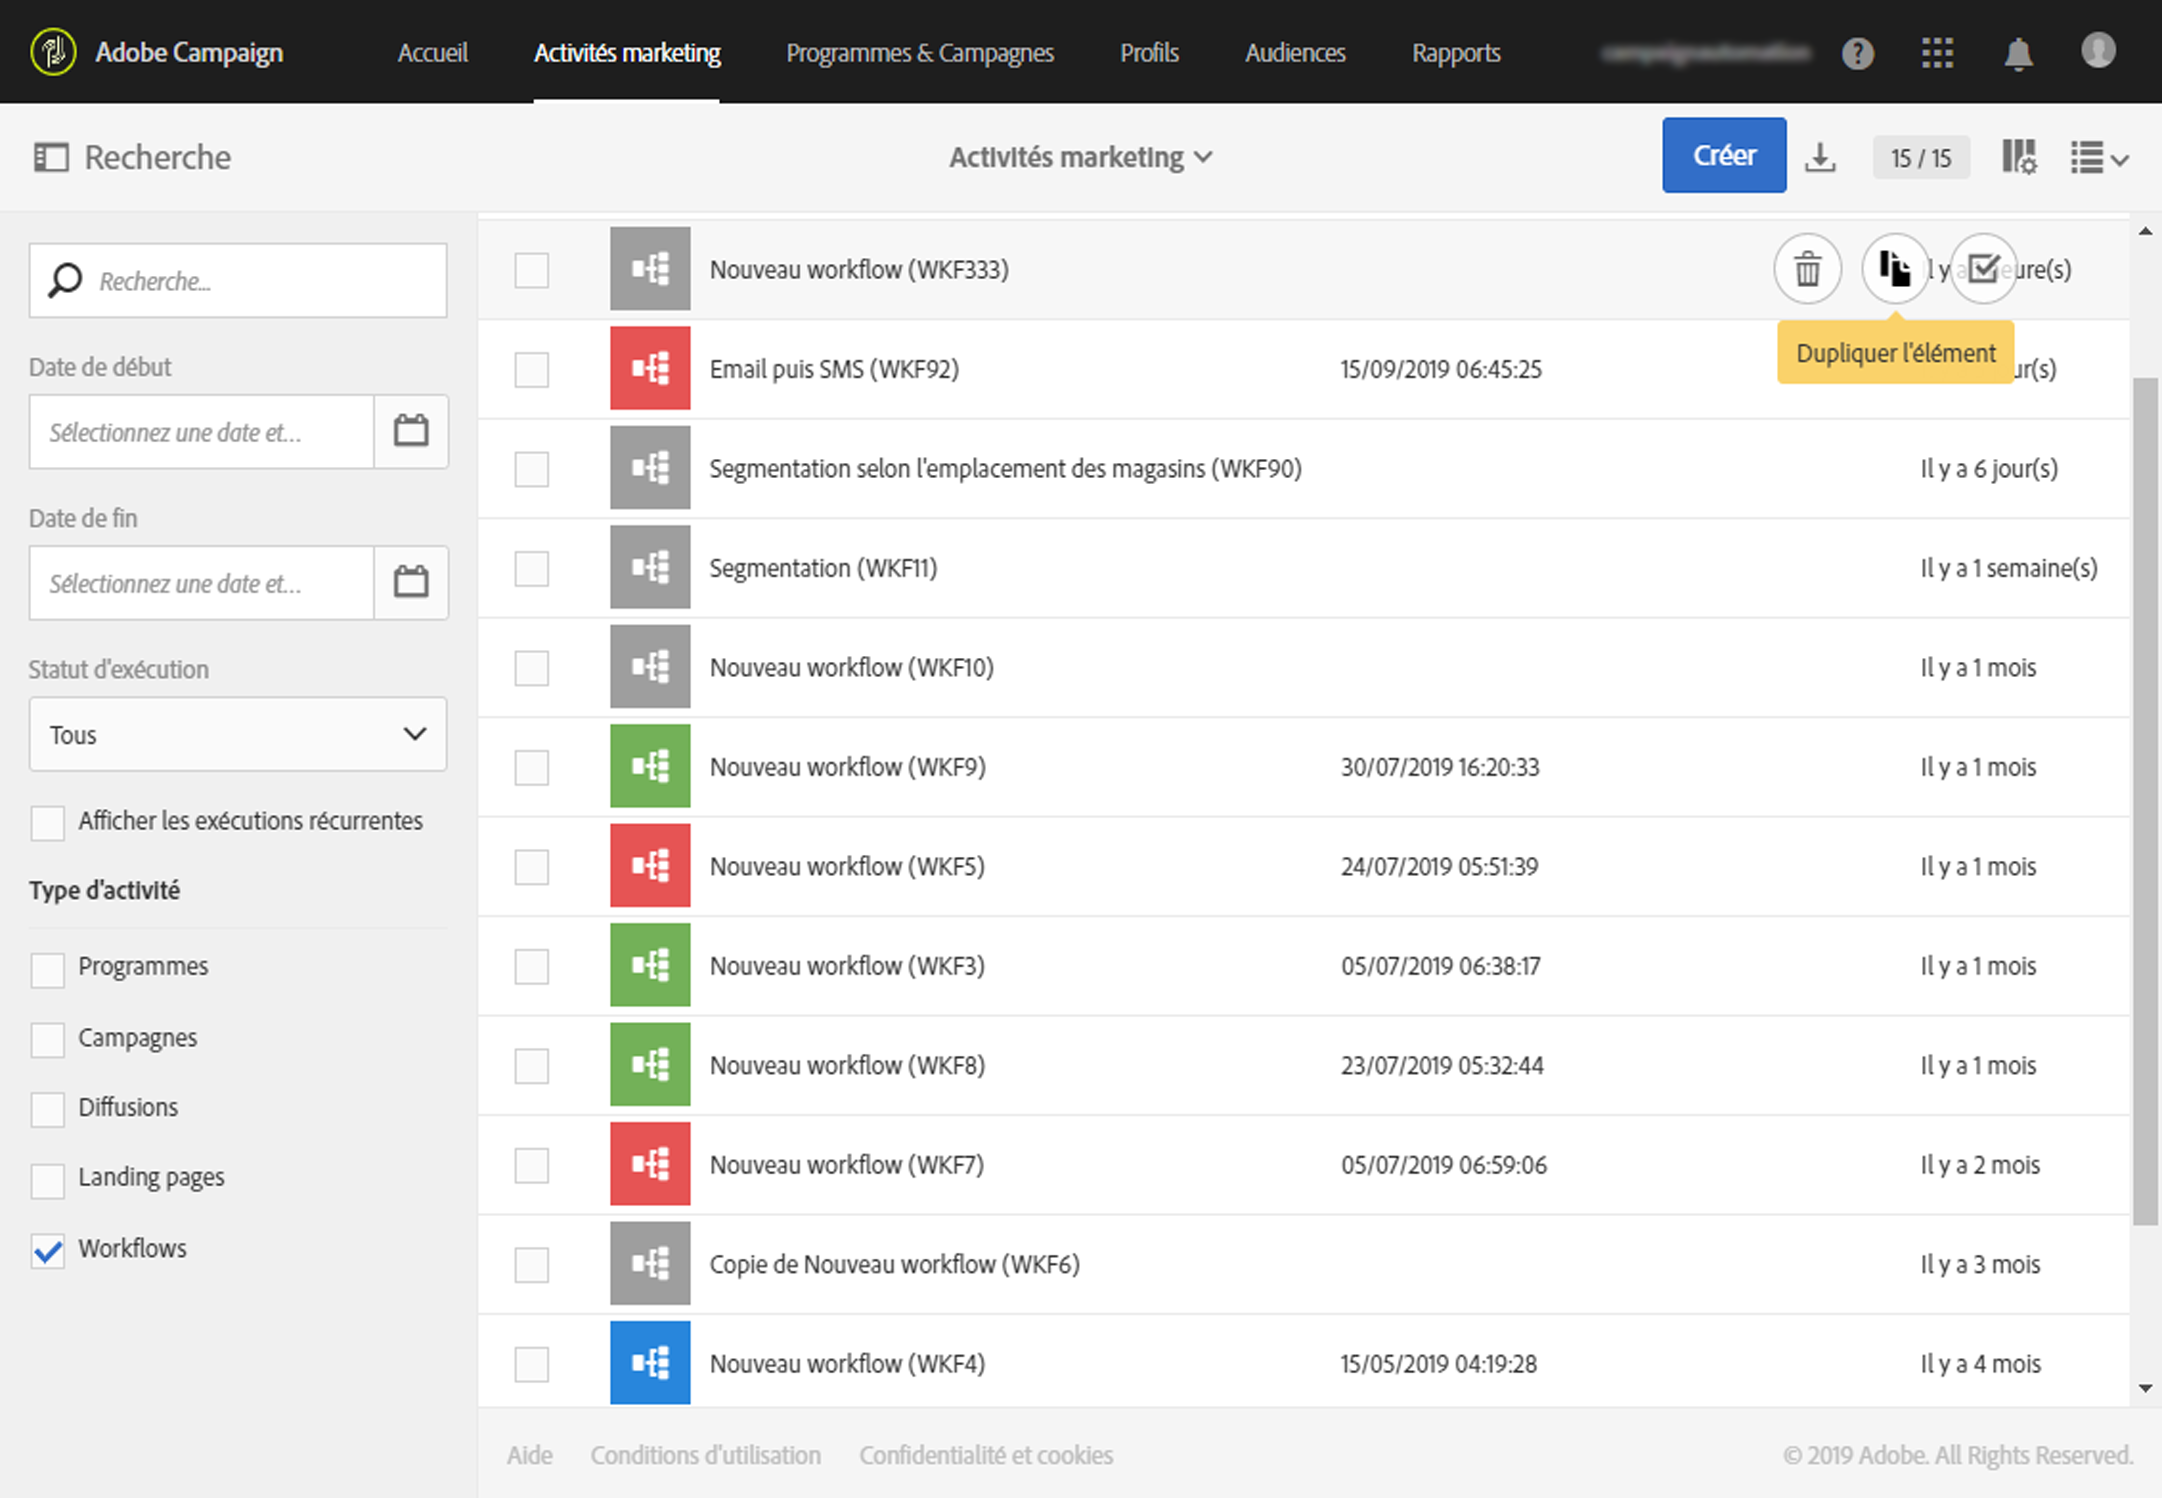 Adobe Campaign Accueil Activités marketing Programmes & Campagnes Profils Audiences Rapports
Recherche Activités marketing Créer 15 / 15
Recherche...
Date de début
Sélectionnez une date et...
Date de fin
Sélectionnez une date et...
Statut d'exécution
Tous
Afficher les exécutions récurrentes
Type d'activité
Programmes
Campagnes
Diffusions
Landing pages
Workflows
Nouveau workflow (WKF333)
Dupliquer l'élément
Email puis SMS (WKF92) 15/09/2019 06:45:25
Segmentation selon l'emplacement des magasins (WKF90) Il y a 6 jour(s)
Segmentation (WKF11) Il y a 1 semaine(s)
Nouveau workflow (WKF10) Il y a 1 mois
Nouveau workflow (WKF9) 30/07/2019 16:20:33 Il y a 1 mois
Nouveau workflow (WKF5) 24/07/2019 05:51:39 Il y a 1 mois
Nouveau workflow (WKF3) 05/07/2019 06:38:17 Il y a 1 mois
Nouveau workflow (WKF8) 23/07/2019 05:32:44 Il y a 1 mois
Nouveau workflow (WKF7) 05/07/2019 06:59:06 Il y a 2 mois
Copie de Nouveau workflow (WKF6) Il y a 3 mois
Nouveau workflow (WKF4) 15/05/2019 04:19:28 Il y a 4 mois
Aide Conditions d'utilisation Confidentialité et cookies © 2019 Adobe. All Rights Reserved.